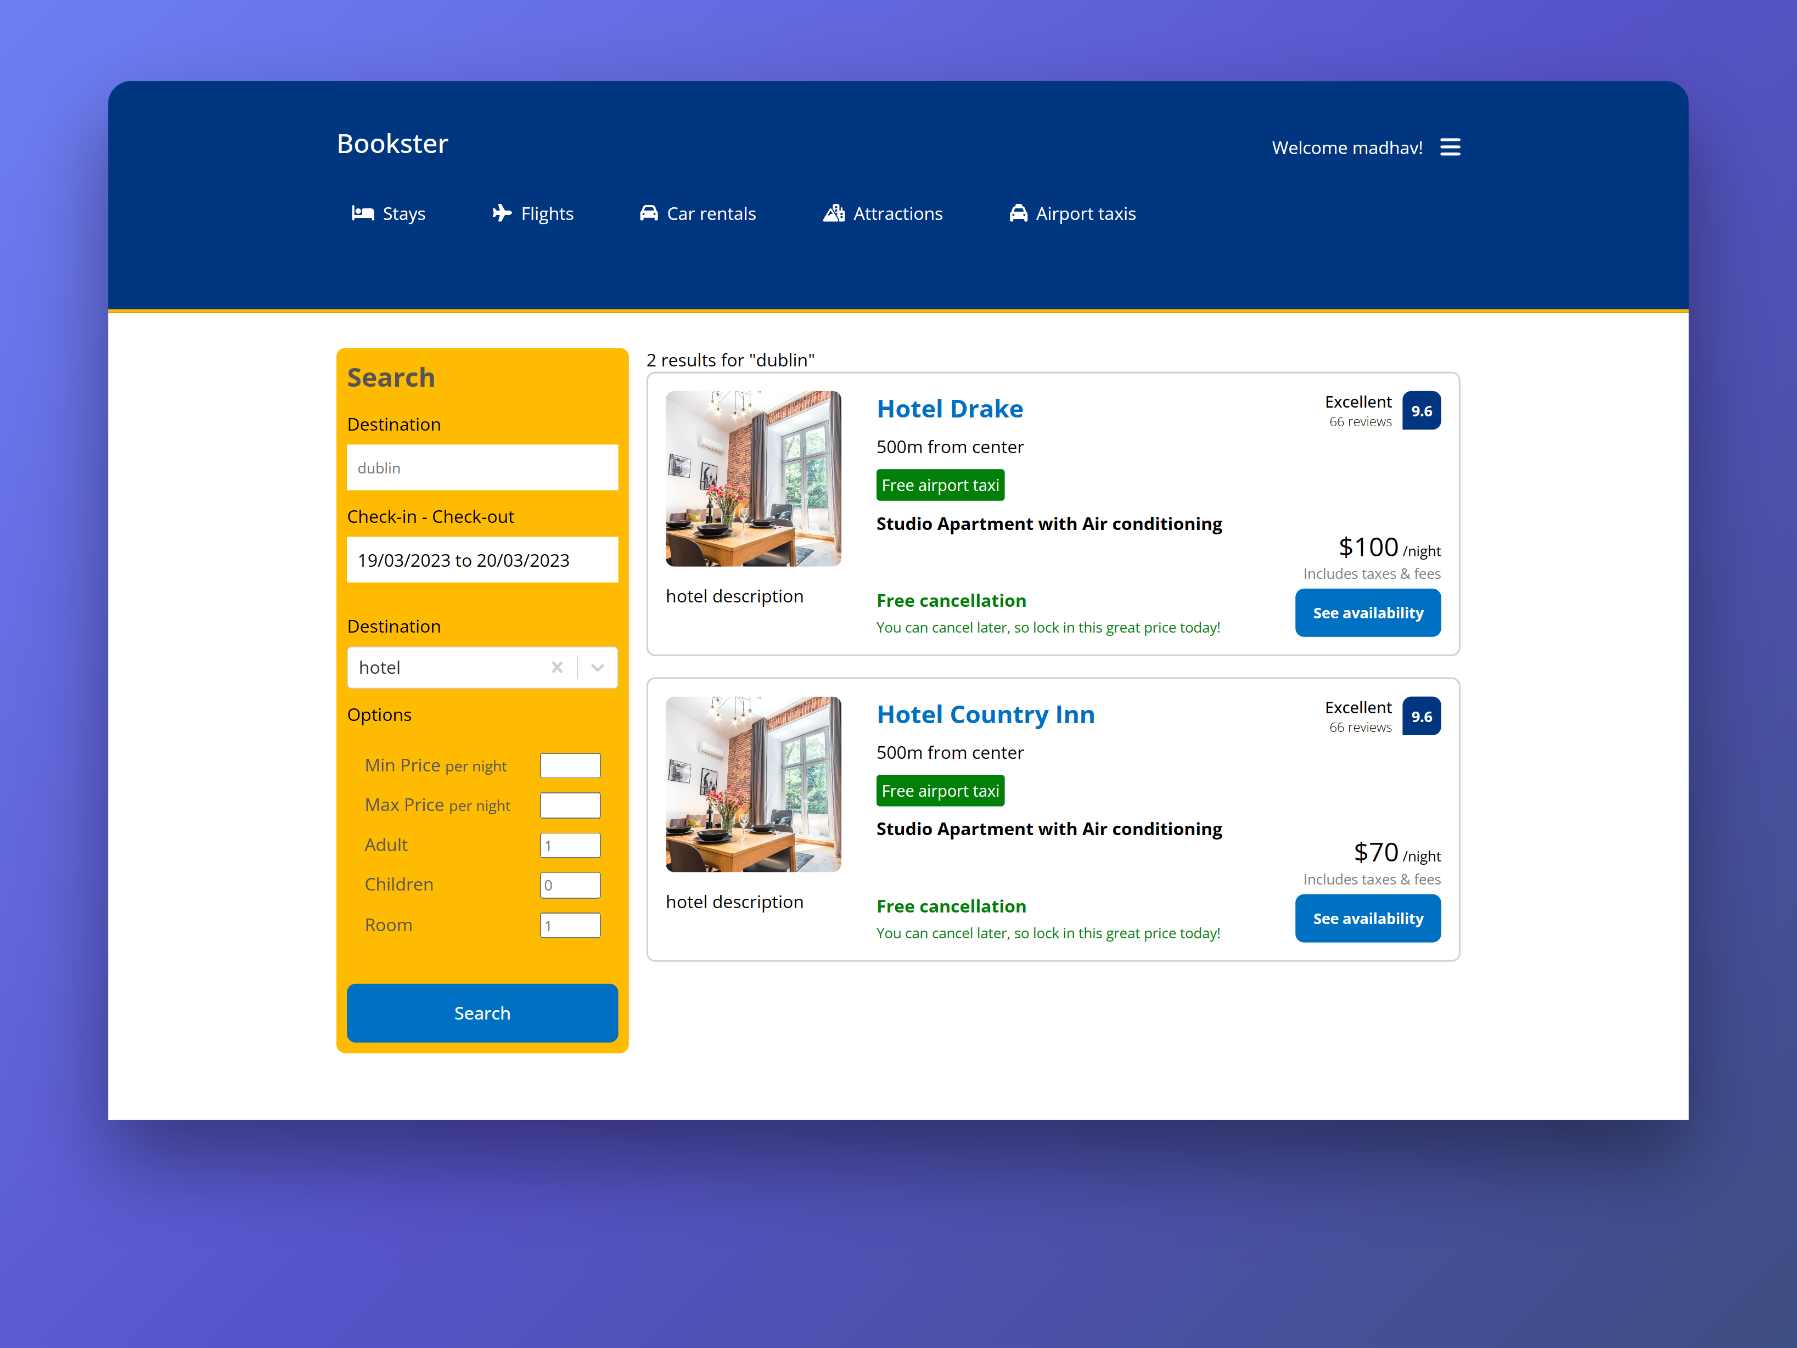 Bookster
Welcome madhav!
Stays Flights Car rentals Attractions Airport taxis
Search
Destination
dublin
Check-in - Check-out
19/03/2023 to 20/03/2023
Destination
hotel
Options
Min Price per night
Max Price per night
Adult 1
Children 0
Room 1
Search
2 results for "dublin"
Hotel Drake
500m from center
Free airport taxi
Studio Apartment with Air conditioning
hotel description
Free cancellation
You can cancel later, so lock in this great price today!
Excellent 9.6
66 reviews
$100 /night
Includes taxes & fees
See availability
Hotel Country Inn
500m from center
Free airport taxi
Studio Apartment with Air conditioning
hotel description
Free cancellation
You can cancel later, so lock in this great price today!
Excellent 9.6
66 reviews
$70 /night
Includes taxes & fees
See availability